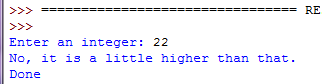 >>> ================================ RE
>>>
Enter an integer: 22
No, it is a little higher than that.
Done